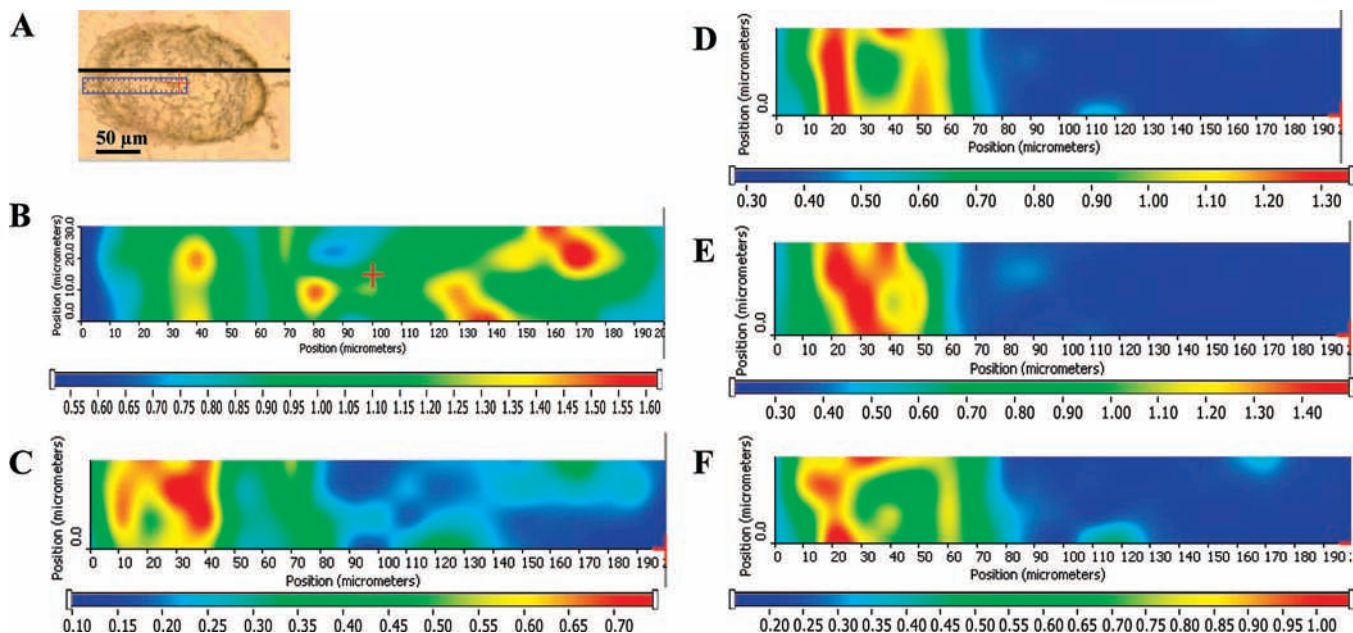 A
50 µm
B
Position (micrometers)
0.0 10.0 20.0 30.0
0 10 20 30 40 50 60 70 80 90 100 110 120 130 140 150 160 170 180 190 20
Position (micrometers)
0.55 0.60 0.65 0.70 0.75 0.80 0.85 0.90 0.95 1.00 1.05 1.10 1.15 1.20 1.25 1.30 1.35 1.40 1.45 1.50 1.55 1.60
C
Position (micrometers)
0.0
0 10 20 30 40 50 60 70 80 90 100 110 120 130 140 150 160 170 180 190
Position (micrometers)
0.10 0.15 0.20 0.25 0.30 0.35 0.40 0.45 0.50 0.55 0.60 0.65 0.70
D
Position (micrometers)
0.0
0 10 20 30 40 50 60 70 80 90 100 110 120 130 140 150 160 170 180 190
Position (micrometers)
0.30 0.40 0.50 0.60 0.70 0.80 0.90 1.00 1.10 1.20 1.30
E
Position (micrometers)
0.0
0 10 20 30 40 50 60 70 80 90 100 110 120 130 140 150 160 170 180 190
Position (micrometers)
0.30 0.40 0.50 0.60 0.70 0.80 0.90 1.00 1.10 1.20 1.30 1.40
F
Position (micrometers)
0.0
0 10 20 30 40 50 60 70 80 90 100 110 120 130 140 150 160 170 180 190
Position (micrometers)
0.20 0.25 0.30 0.35 0.40 0.45 0.50 0.55 0.60 0.65 0.70 0.75 0.80 0.85 0.90 0.95 1.00